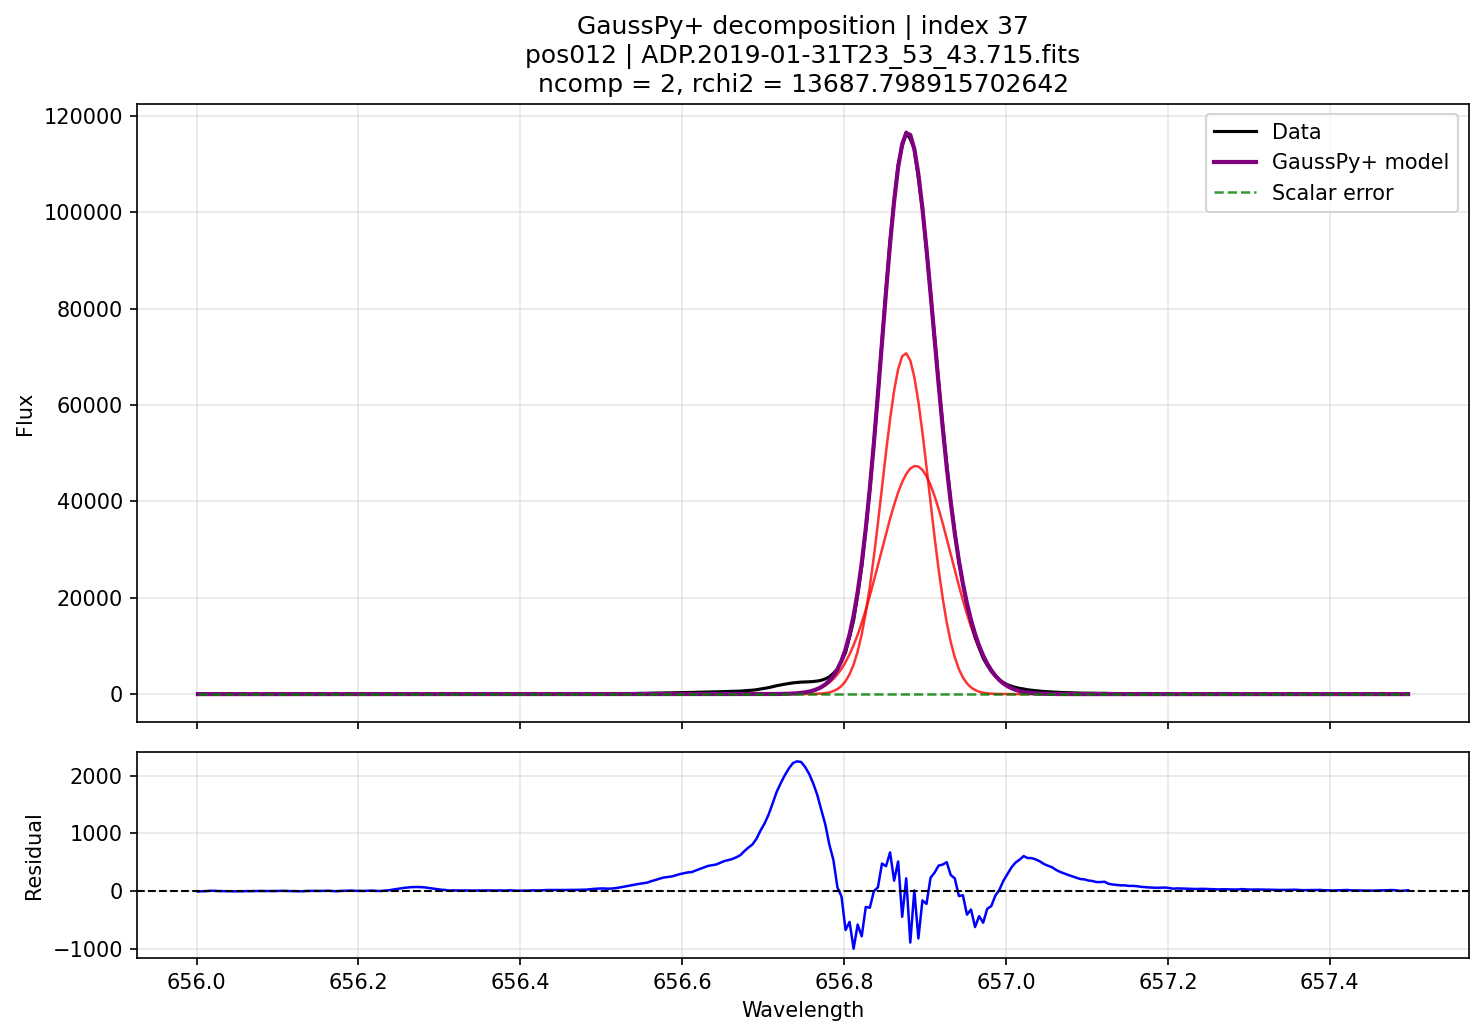 GaussPy+ decomposition | index 37
pos012 | ADP.2019-01-31T23_53_43.715.fits
ncomp = 2, rchi2 = 13687.798915702642
120000
100000
80000
60000
40000
20000
0
Flux
Data
GaussPy+ model
Scalar error
2000
1000
0
−1000
Residual
656.0
656.2
656.4
656.6
656.8
657.0
657.2
657.4
Wavelength